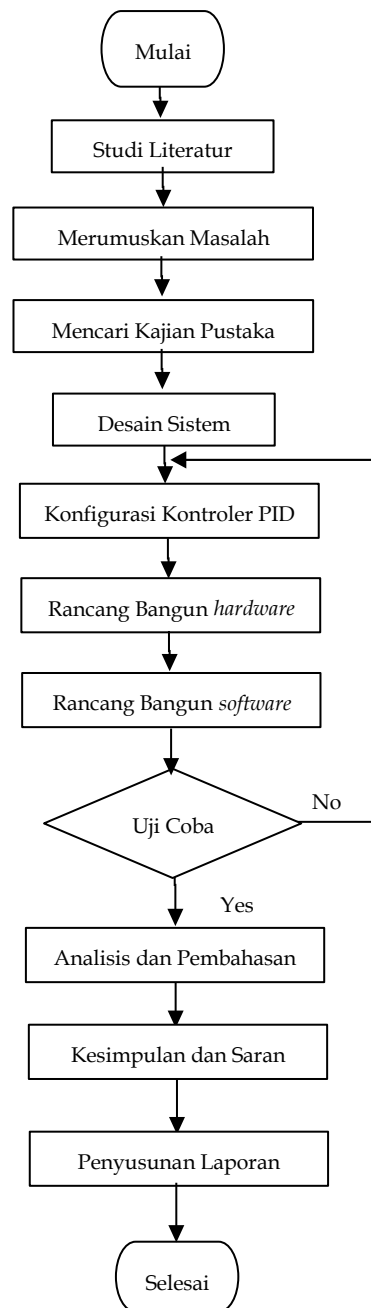 Mulai
Studi Literatur
Merumuskan Masalah
Mencari Kajian Pustaka
Desain Sistem
Konfigurasi Kontroler PID
Rancang Bangun hardware
Rancang Bangun software
Uji Coba
No
Yes
Analisis dan Pembahasan
Kesimpulan dan Saran
Penyusunan Laporan
Selesai